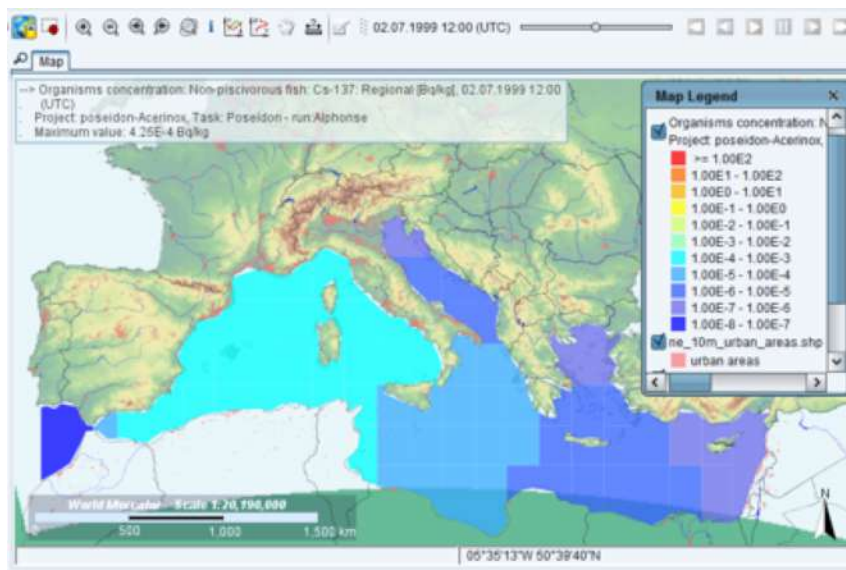 02.07.1999 12:00 (UTC)
Map
--> Organisms concentration: Non-piscivorous fish: Cs-137: Regional [Bq/kg], 02.07.1999 12:00
(UTC)
Project: poseidon-Acerinox, Task: Poseidon - run:Alphonse
Maximum value: 4.25E-4 Bq/kg
Map Legend
Organisms concentration: N
Project: poseidon-Acerinox,
>= 1.00E2
1.00E1 - 1.00E2
1.00E0 - 1.00E1
1.00E-1 - 1.00E0
1.00E-2 - 1.00E-1
1.00E-3 - 1.00E-2
1.00E-4 - 1.00E-3
1.00E-5 - 1.00E-4
1.00E-6 - 1.00E-5
1.00E-7 - 1.00E-6
1.00E-8 - 1.00E-7
ne_10m_urban_areas.shp
urban areas
World Mercator - Scale 1:20,190,000
500 1,000 1,500 km
N
05°35'13"W 50°39'40"N